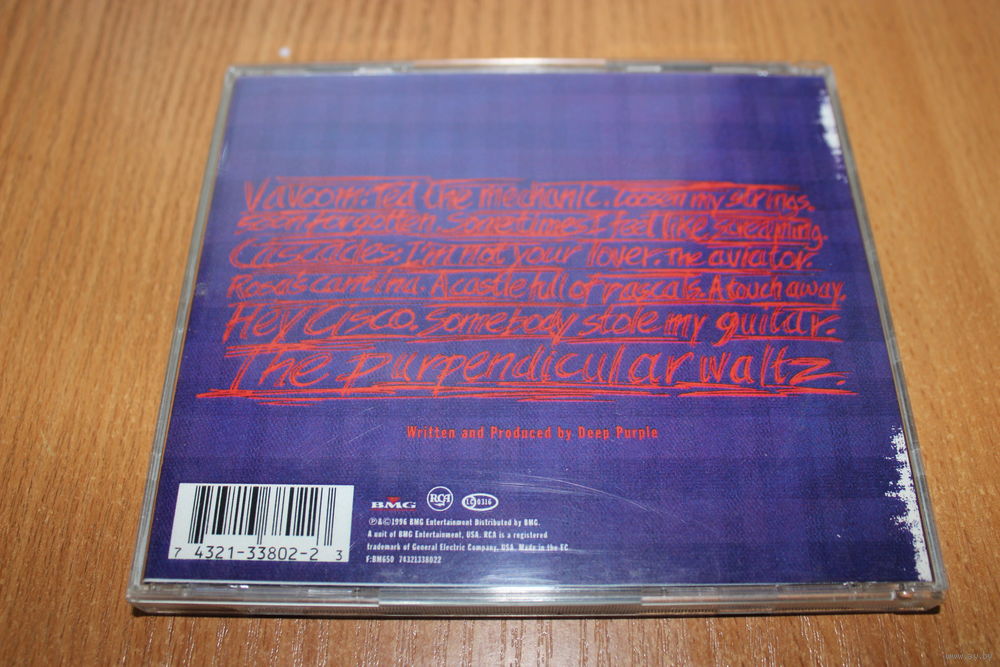 Vavoom: Ted the mechanic. Loosen my strings.
Soon forgotten. Sometimes I feel like screaming.
Cascades: I'm not your lover. The aviator.
Rosa's cantina. A castle full of rascals. A touch away.
Hey Cisco. Somebody stole my guitar.
The purpendicular waltz.
Written and Produced by Deep Purple
BMG RCA LC 0316
℗&©1996 BMG Entertainment Distributed by BMG.
A unit of BMG Entertainment, USA. RCA is a registered
trademark of General Electric Company, USA. Made in the EC
F:BM650 74321338022
7 4321-33802-2 3
www.ay.by